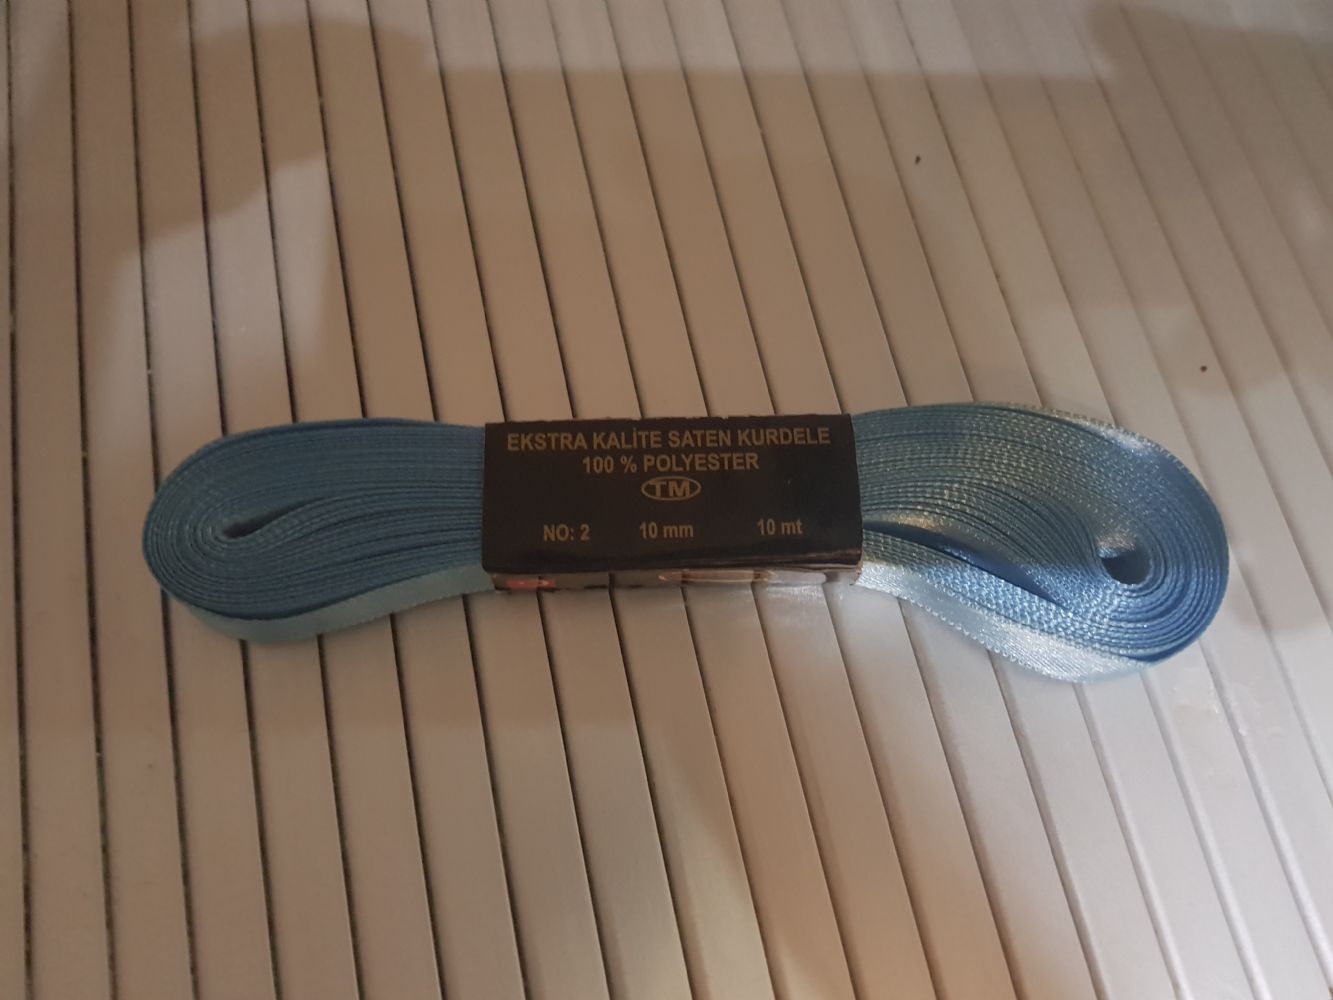 EKSTRA KALİTE SATEN KURDELE
100 % POLYESTER
TM
NO: 2 10 mm 10 mt